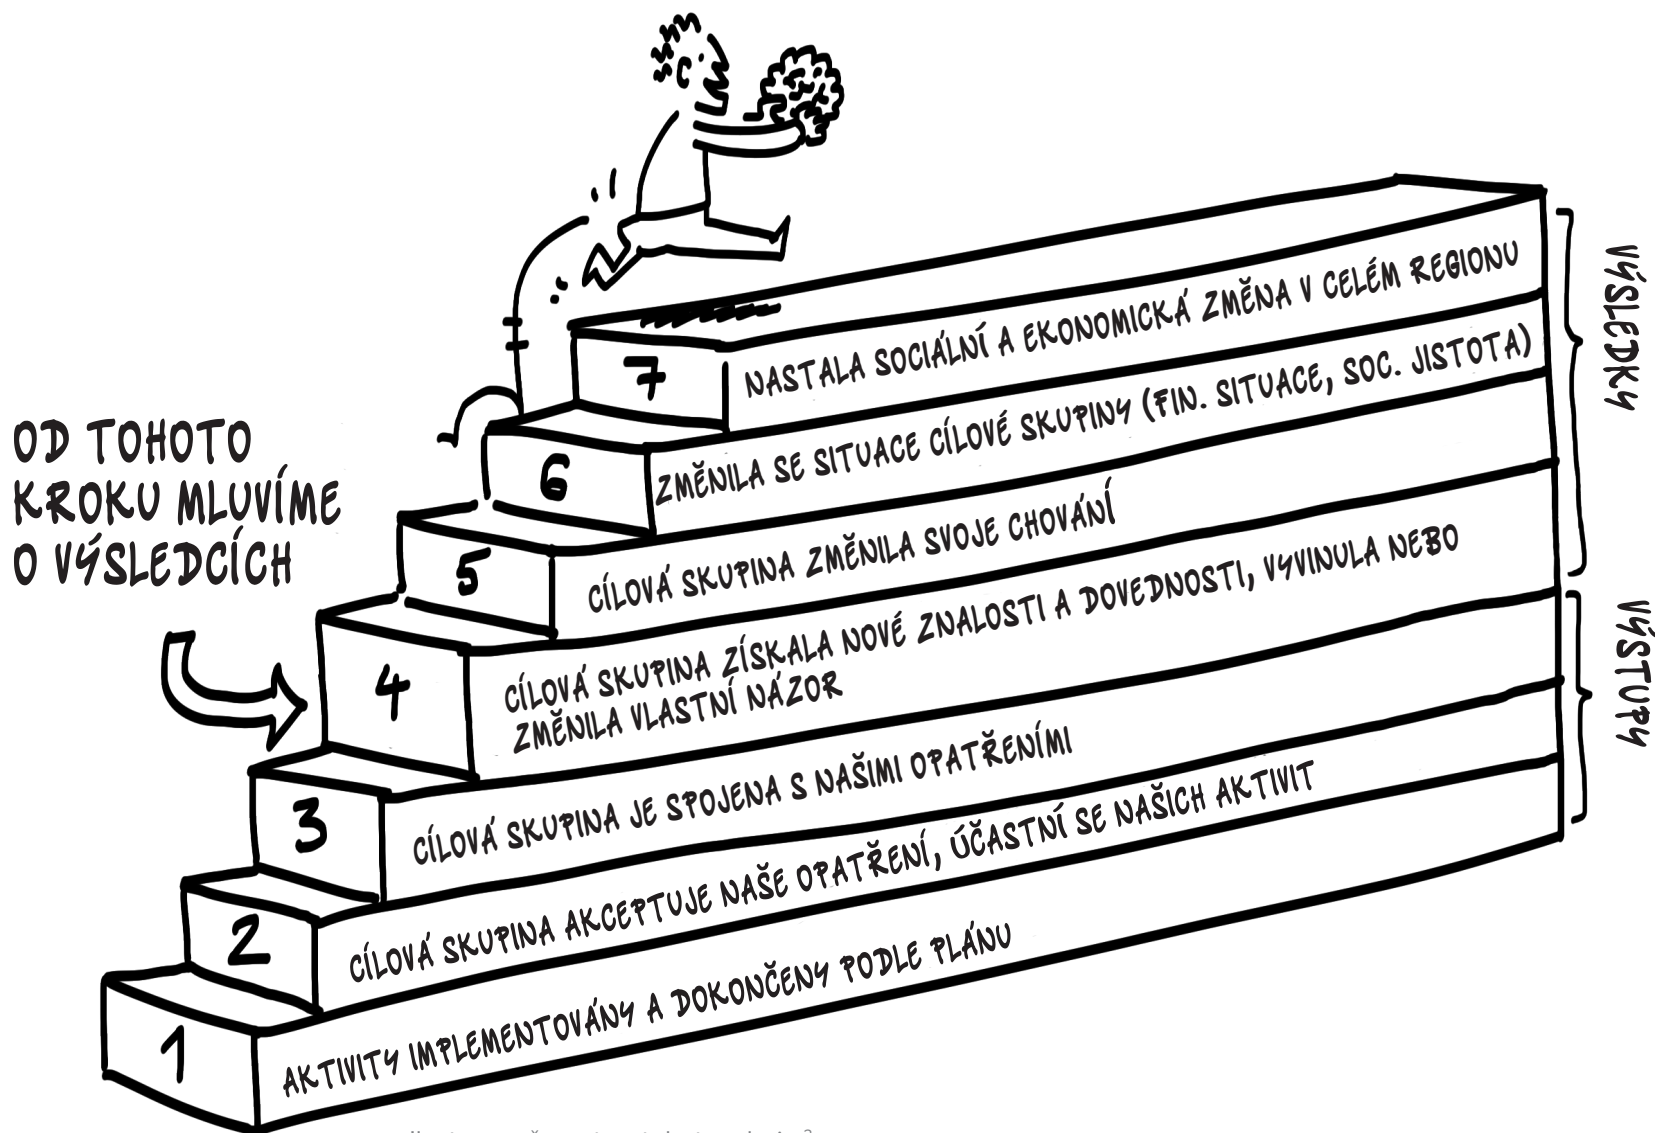 OD TOHOTO
KROKU MLUVÍME
O VÝSLEDCÍCH
7
NASTALA SOCIÁLNÍ A EKONOMICKÁ ZMĚNA V CELÉM REGIONU
6
ZMĚNILA SE SITUACE CÍLOVÉ SKUPINY (FIN. SITUACE, SOC. JISTOTA)
5
CÍLOVÁ SKUPINA ZMĚNILA SVOJE CHOVÁNÍ
4
CÍLOVÁ SKUPINA ZÍSKALA NOVÉ ZNALOSTI A DOVEDNOSTI, VYVINULA NEBO
ZMĚNILA VLASTNÍ NÁZOR
3
CÍLOVÁ SKUPINA JE SPOJENA S NAŠIMI OPATŘENÍMI
2
CÍLOVÁ SKUPINA AKCEPTUJE NAŠE OPATŘENÍ, ÚČASTNÍ SE NAŠICH AKTIVIT
1
AKTIVITY IMPLEMENTOVÁNY A DOKONČENY PODLE PLÁNU
VÝSLEDKY
VÝSTUPY